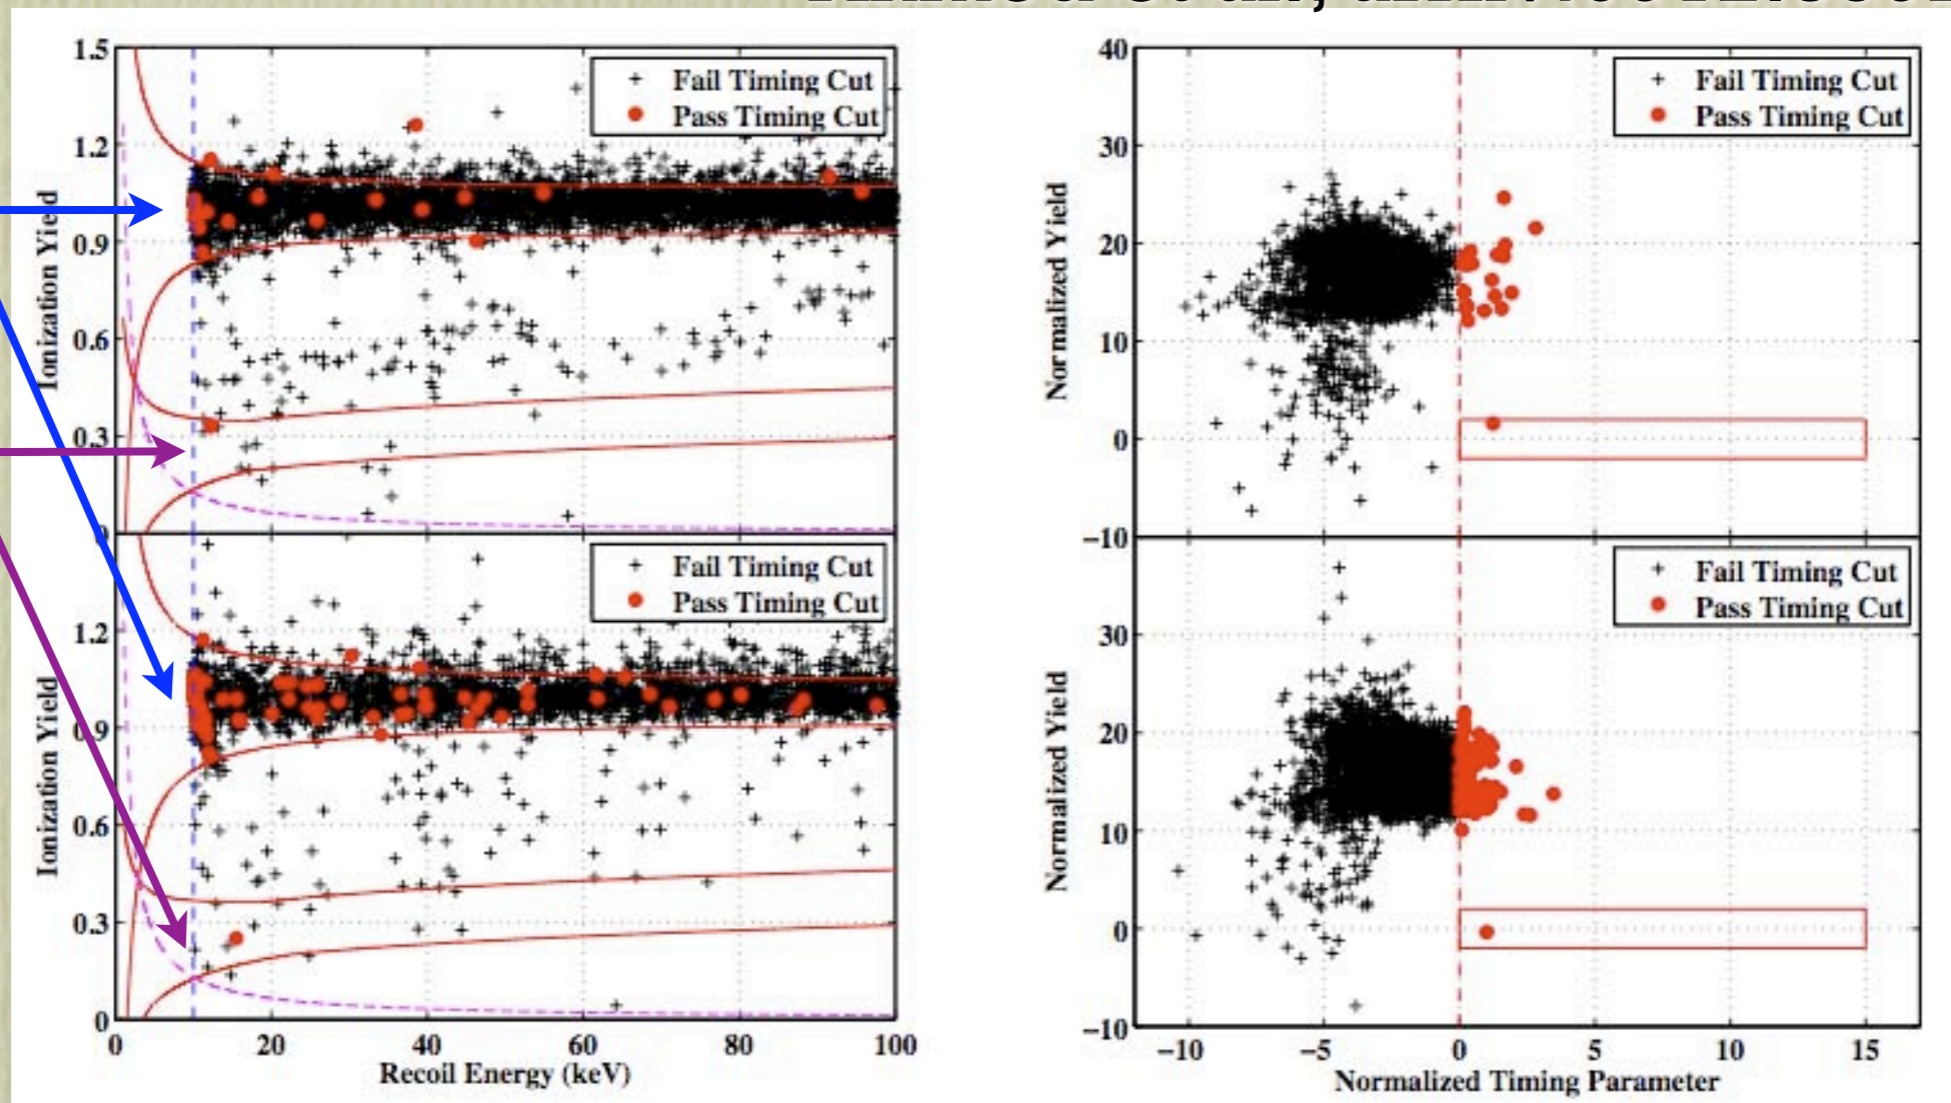 1.5
1.2
0.9
0.6
0.3
0
Ionization Yield
Fail Timing Cut
Pass Timing Cut
1.2
0.9
0.6
0.3
0
Ionization Yield
Fail Timing Cut
Pass Timing Cut
0 20 40 60 80 100
Recoil Energy (keV)
40
30
20
10
0
−10
Normalized Yield
Fail Timing Cut
Pass Timing Cut
30
20
10
0
−10
Normalized Yield
Fail Timing Cut
Pass Timing Cut
−10 −5 0 5 10 15
Normalized Timing Parameter